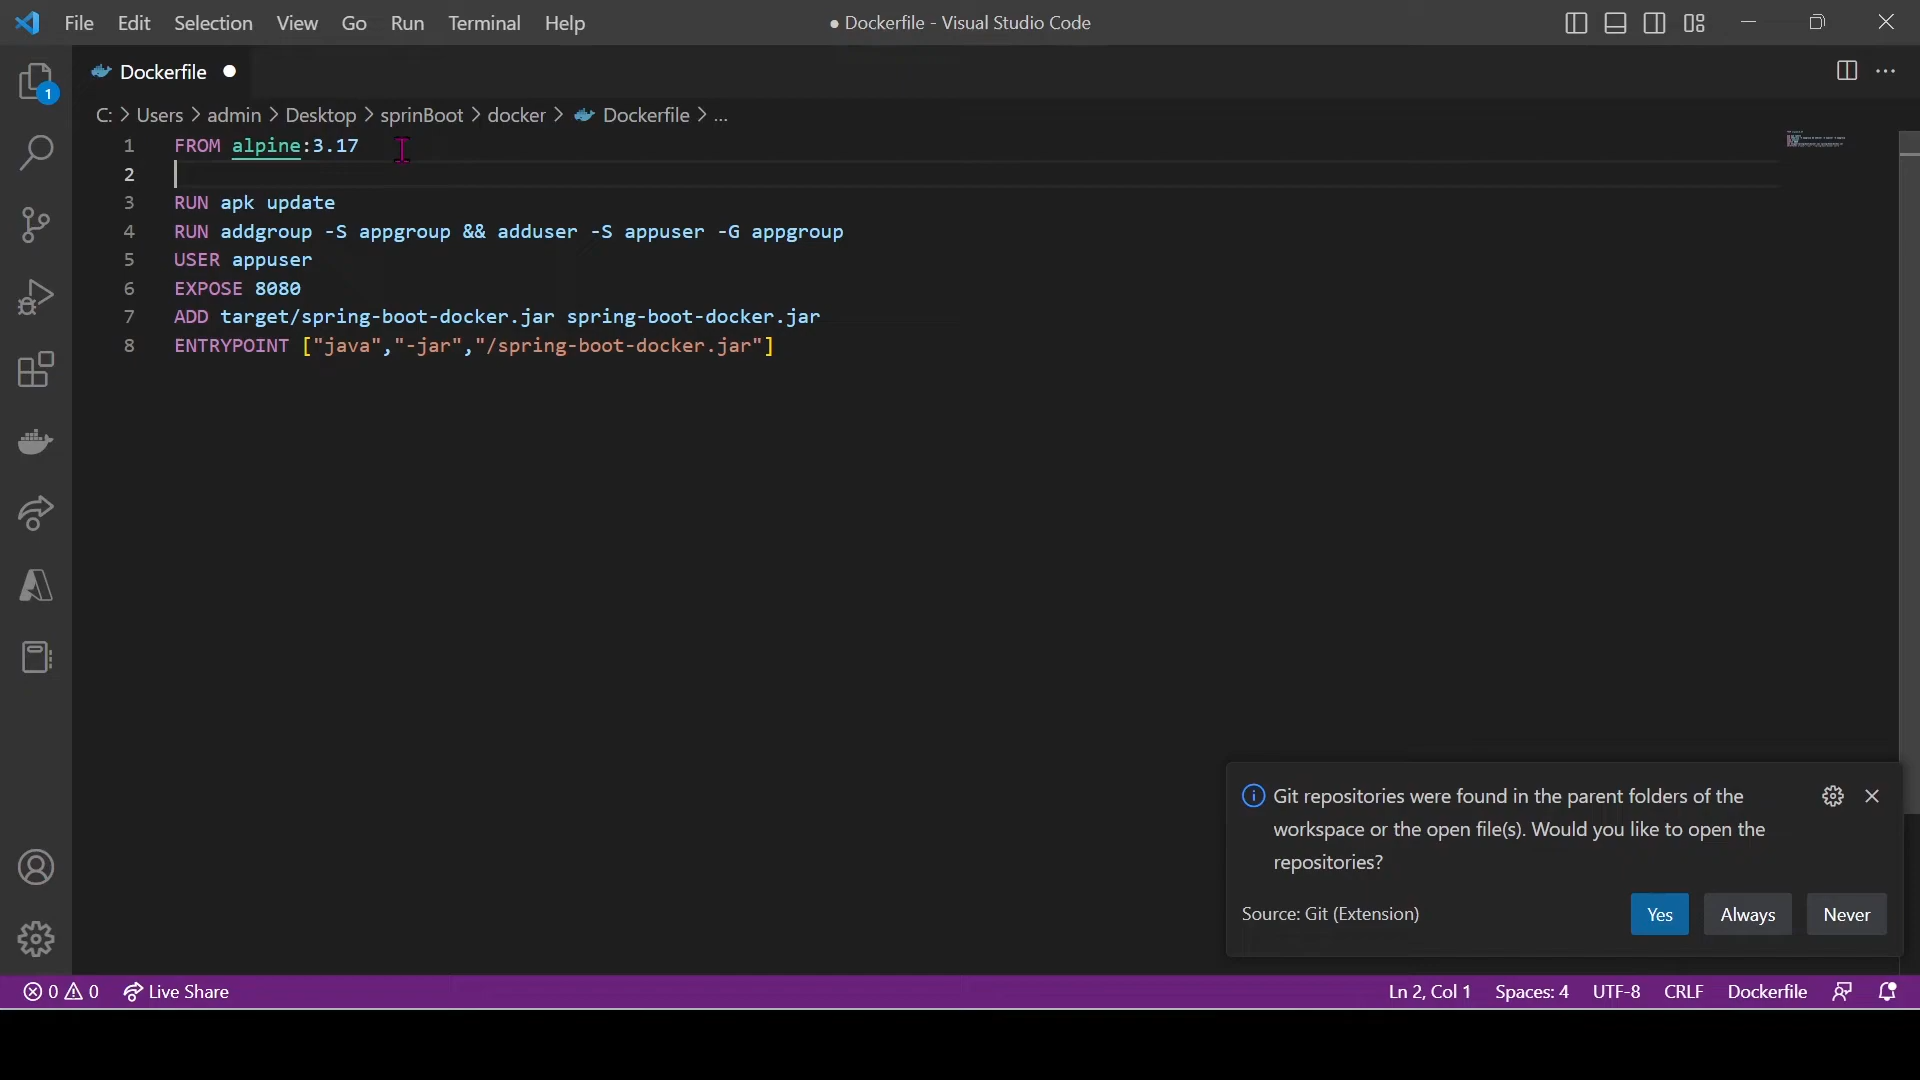 File Edit Selection View Go Run Terminal Help ● Dockerfile - Visual Studio Code
Dockerfile ●
1
C: > Users > admin > Desktop > sprinBoot > docker > Dockerfile > ...
1 FROM alpine:3.17
2
3 RUN apk update
4 RUN addgroup -S appgroup && adduser -S appuser -G appgroup
5 USER appuser
6 EXPOSE 8080
7 ADD target/spring-boot-docker.jar spring-boot-docker.jar
8 ENTRYPOINT ["java","-jar","/spring-boot-docker.jar"]
Git repositories were found in the parent folders of the
workspace or the open file(s). Would you like to open the
repositories?
Source: Git (Extension) Yes Always Never
0 0 Live Share Ln 2, Col 1 Spaces: 4 UTF-8 CRLF Dockerfile